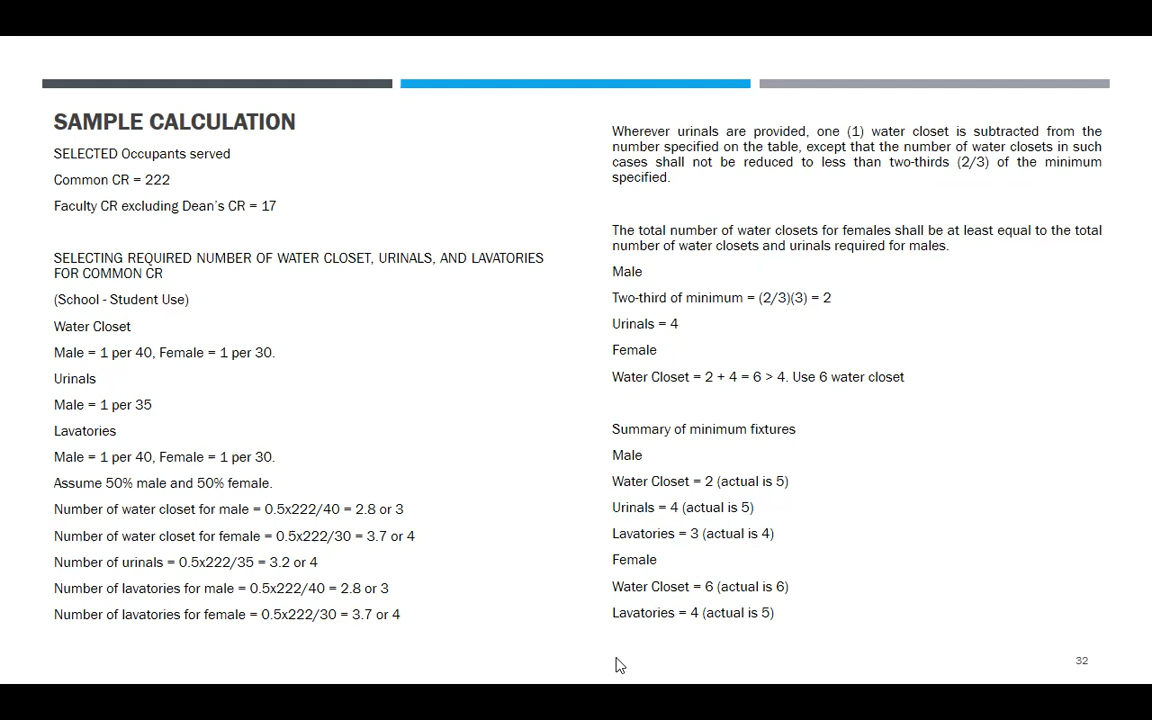 SAMPLE CALCULATION
SELECTED Occupants served
Common CR = 222
Faculty CR excluding Dean's CR = 17
SELECTING REQUIRED NUMBER OF WATER CLOSET, URINALS, AND LAVATORIES
FOR COMMON CR
(School - Student Use)
Water Closet
Male = 1 per 40, Female = 1 per 30.
Urinals
Male = 1 per 35
Lavatories
Male = 1 per 40, Female = 1 per 30.
Assume 50% male and 50% female.
Number of water closet for male = 0.5x222/40 = 2.8 or 3
Number of water closet for female = 0.5x222/30 = 3.7 or 4
Number of urinals = 0.5x222/35 = 3.2 or 4
Number of lavatories for male = 0.5x222/40 = 2.8 or 3
Number of lavatories for female = 0.5x222/30 = 3.7 or 4
Wherever urinals are provided, one (1) water closet is subtracted from the
number specified on the table, except that the number of water closets in such
cases shall not be reduced to less than two-thirds (2/3) of the minimum
specified.
The total number of water closets for females shall be at least equal to the total
number of water closets and urinals required for males.
Male
Two-third of minimum = (2/3)(3) = 2
Urinals = 4
Female
Water Closet = 2 + 4 = 6 > 4. Use 6 water closet
Summary of minimum fixtures
Male
Water Closet = 2 (actual is 5)
Urinals = 4 (actual is 5)
Lavatories = 3 (actual is 4)
Female
Water Closet = 6 (actual is 6)
Lavatories = 4 (actual is 5)
32